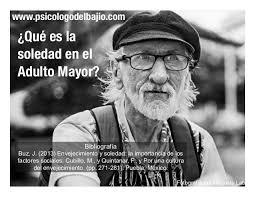 www.psicologodelbajio.com
¿Qué es la
soledad en el
Adulto Mayor?
Bibliografía
Buz, J. (2013) Envejecimiento y soledad: la importancia de los
factores sociales. Cubillo, M., y Quintanar, F., y Por una cultura
del envejecimiento (pp. 271-281). Puebla, México.